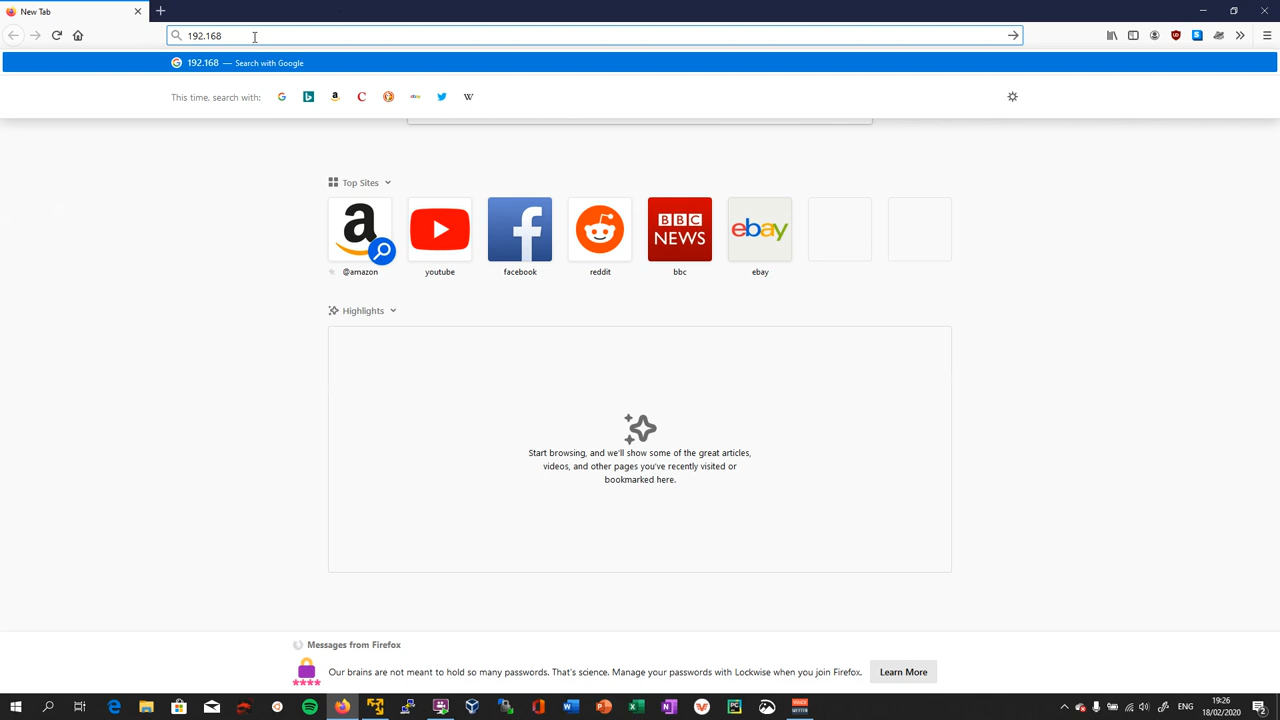 New Tab
192.168
192.168 — Search with Google
This time, search with:
Top Sites
BBC
NEWS
ebay
@amazon
youtube
facebook
reddit
bbc
ebay
Highlights
Start browsing, and we'll show some of the great articles,
videos, and other pages you've recently visited or
bookmarked here.
Messages from Firefox
Our brains are not meant to hold so many passwords. That's science. Manage your passwords with Lockwise when you join Firefox.
Learn More
ENG
19:26
18/02/2020